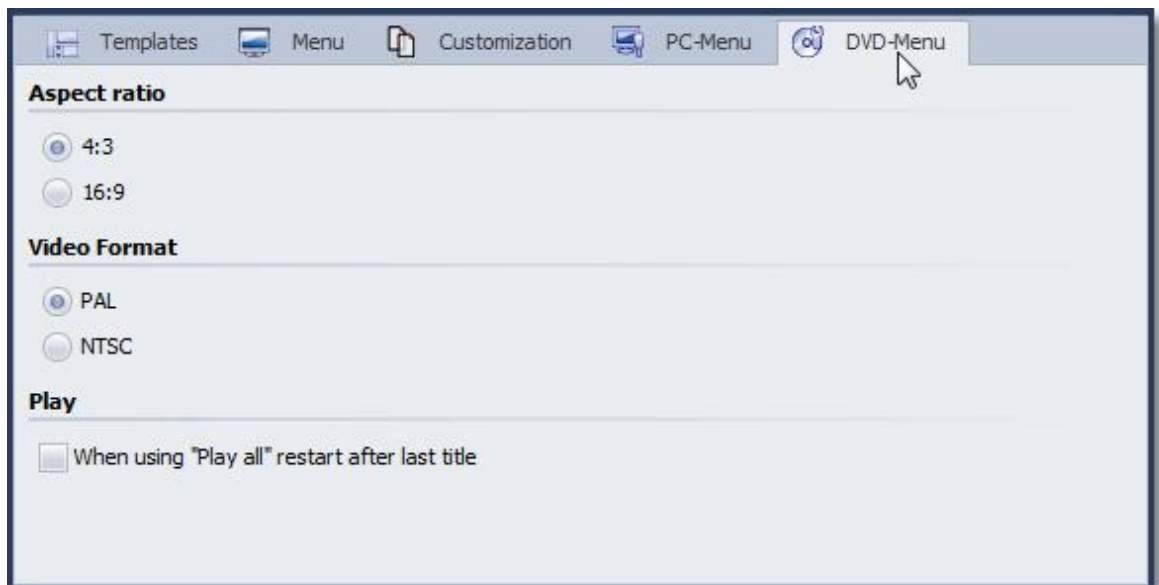 Templates Menu Customization PC-Menu DVD-Menu
Aspect ratio
4:3
16:9
Video Format
PAL
NTSC
Play
When using "Play all" restart after last title